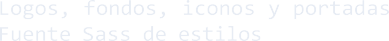 Logos, fondos, iconos y portadas
Fuente Sass de estilos